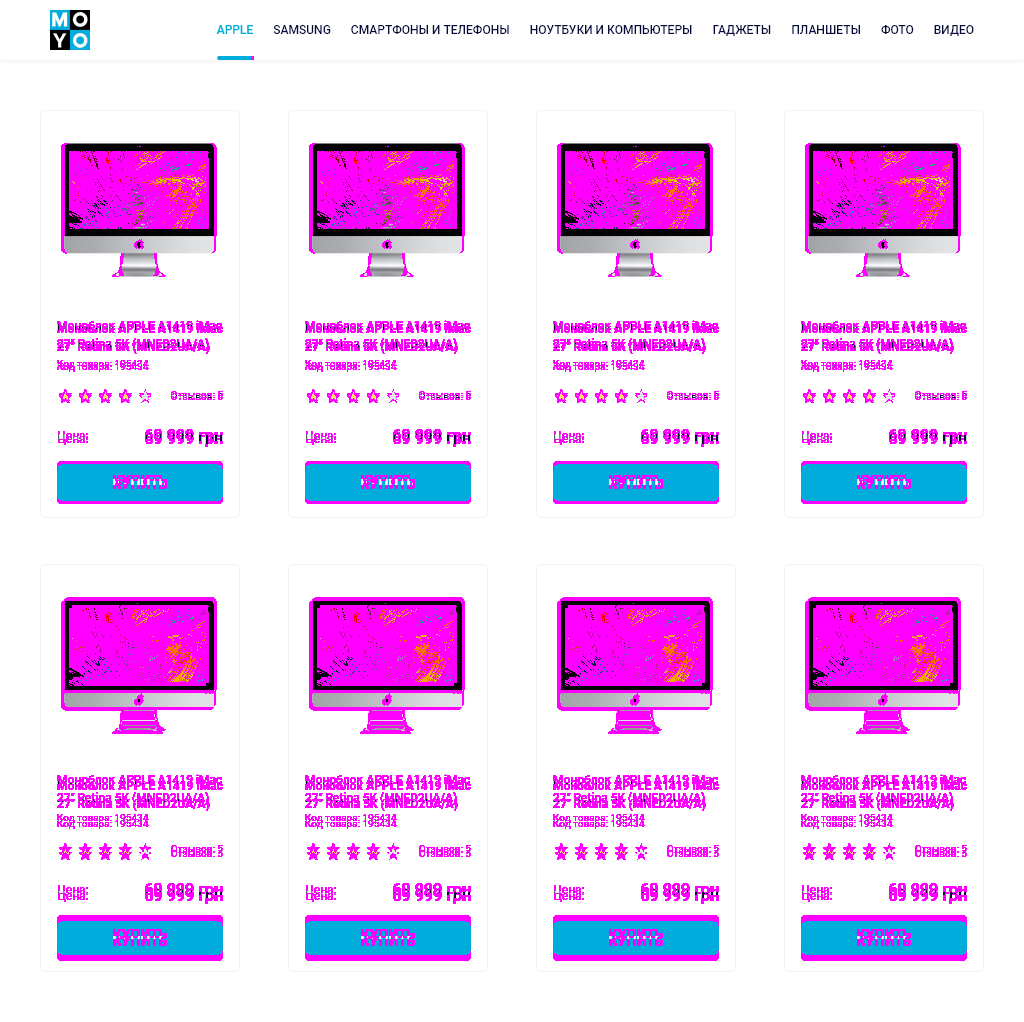 MOYO
APPLE SAMSUNG СМАРТФОНЫ И ТЕЛЕФОНЫ НОУТБУКИ И КОМПЬЮТЕРЫ ГАДЖЕТЫ ПЛАНШЕТЫ ФОТО ВИДЕО
Моноблок APPLE A1419 iMac
27" Retina 5K (MNED2UA/A)
Код товара: 195434
Отзывов: 5
Цена: 69 999 грн
КУПИТЬ
Моноблок APPLE A1419 iMac
27" Retina 5K (MNED2UA/A)
Код товара: 195434
Отзывов: 5
Цена: 69 999 грн
КУПИТЬ
Моноблок APPLE A1419 iMac
27" Retina 5K (MNED2UA/A)
Код товара: 195434
Отзывов: 5
Цена: 69 999 грн
КУПИТЬ
Моноблок APPLE A1419 iMac
27" Retina 5K (MNED2UA/A)
Код товара: 195434
Отзывов: 5
Цена: 69 999 грн
КУПИТЬ
Моноблок APPLE A1419 iMac
27" Retina 5K (MNED2UA/A)
Код товара: 195434
Отзывов: 5
Цена: 69 999 грн
КУПИТЬ
Моноблок APPLE A1419 iMac
27" Retina 5K (MNED2UA/A)
Код товара: 195434
Отзывов: 5
Цена: 69 999 грн
КУПИТЬ
Моноблок APPLE A1419 iMac
27" Retina 5K (MNED2UA/A)
Код товара: 195434
Отзывов: 5
Цена: 69 999 грн
КУПИТЬ
Моноблок APPLE A1419 iMac
27" Retina 5K (MNED2UA/A)
Код товара: 195434
Отзывов: 5
Цена: 69 999 грн
КУПИТЬ